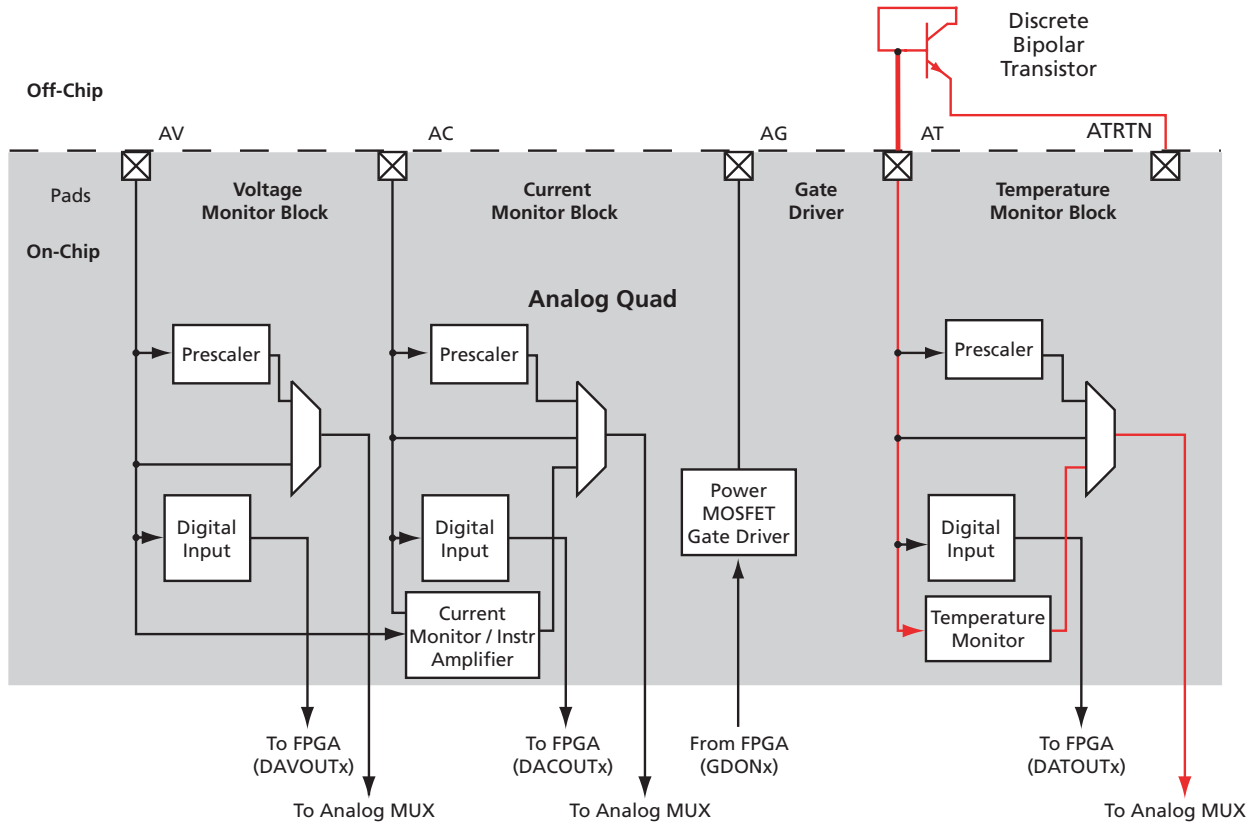 Discrete
Bipolar
Transistor
Off-Chip
AV
AC
AG
AT
ATRTN
Pads
Voltage
Monitor Block
Current
Monitor Block
Gate
Driver
Temperature
Monitor Block
On-Chip
Analog Quad
Prescaler
Prescaler
Prescaler
Digital
Input
Digital
Input
Power
MOSFET
Gate Driver
Digital
Input
Current
Monitor / Instr
Amplifier
Temperature
Monitor
To FPGA
(DAVOUTx)
To FPGA
(DACOUTx)
From FPGA
(GDONx)
To FPGA
(DATOUTx)
To Analog MUX
To Analog MUX
To Analog MUX